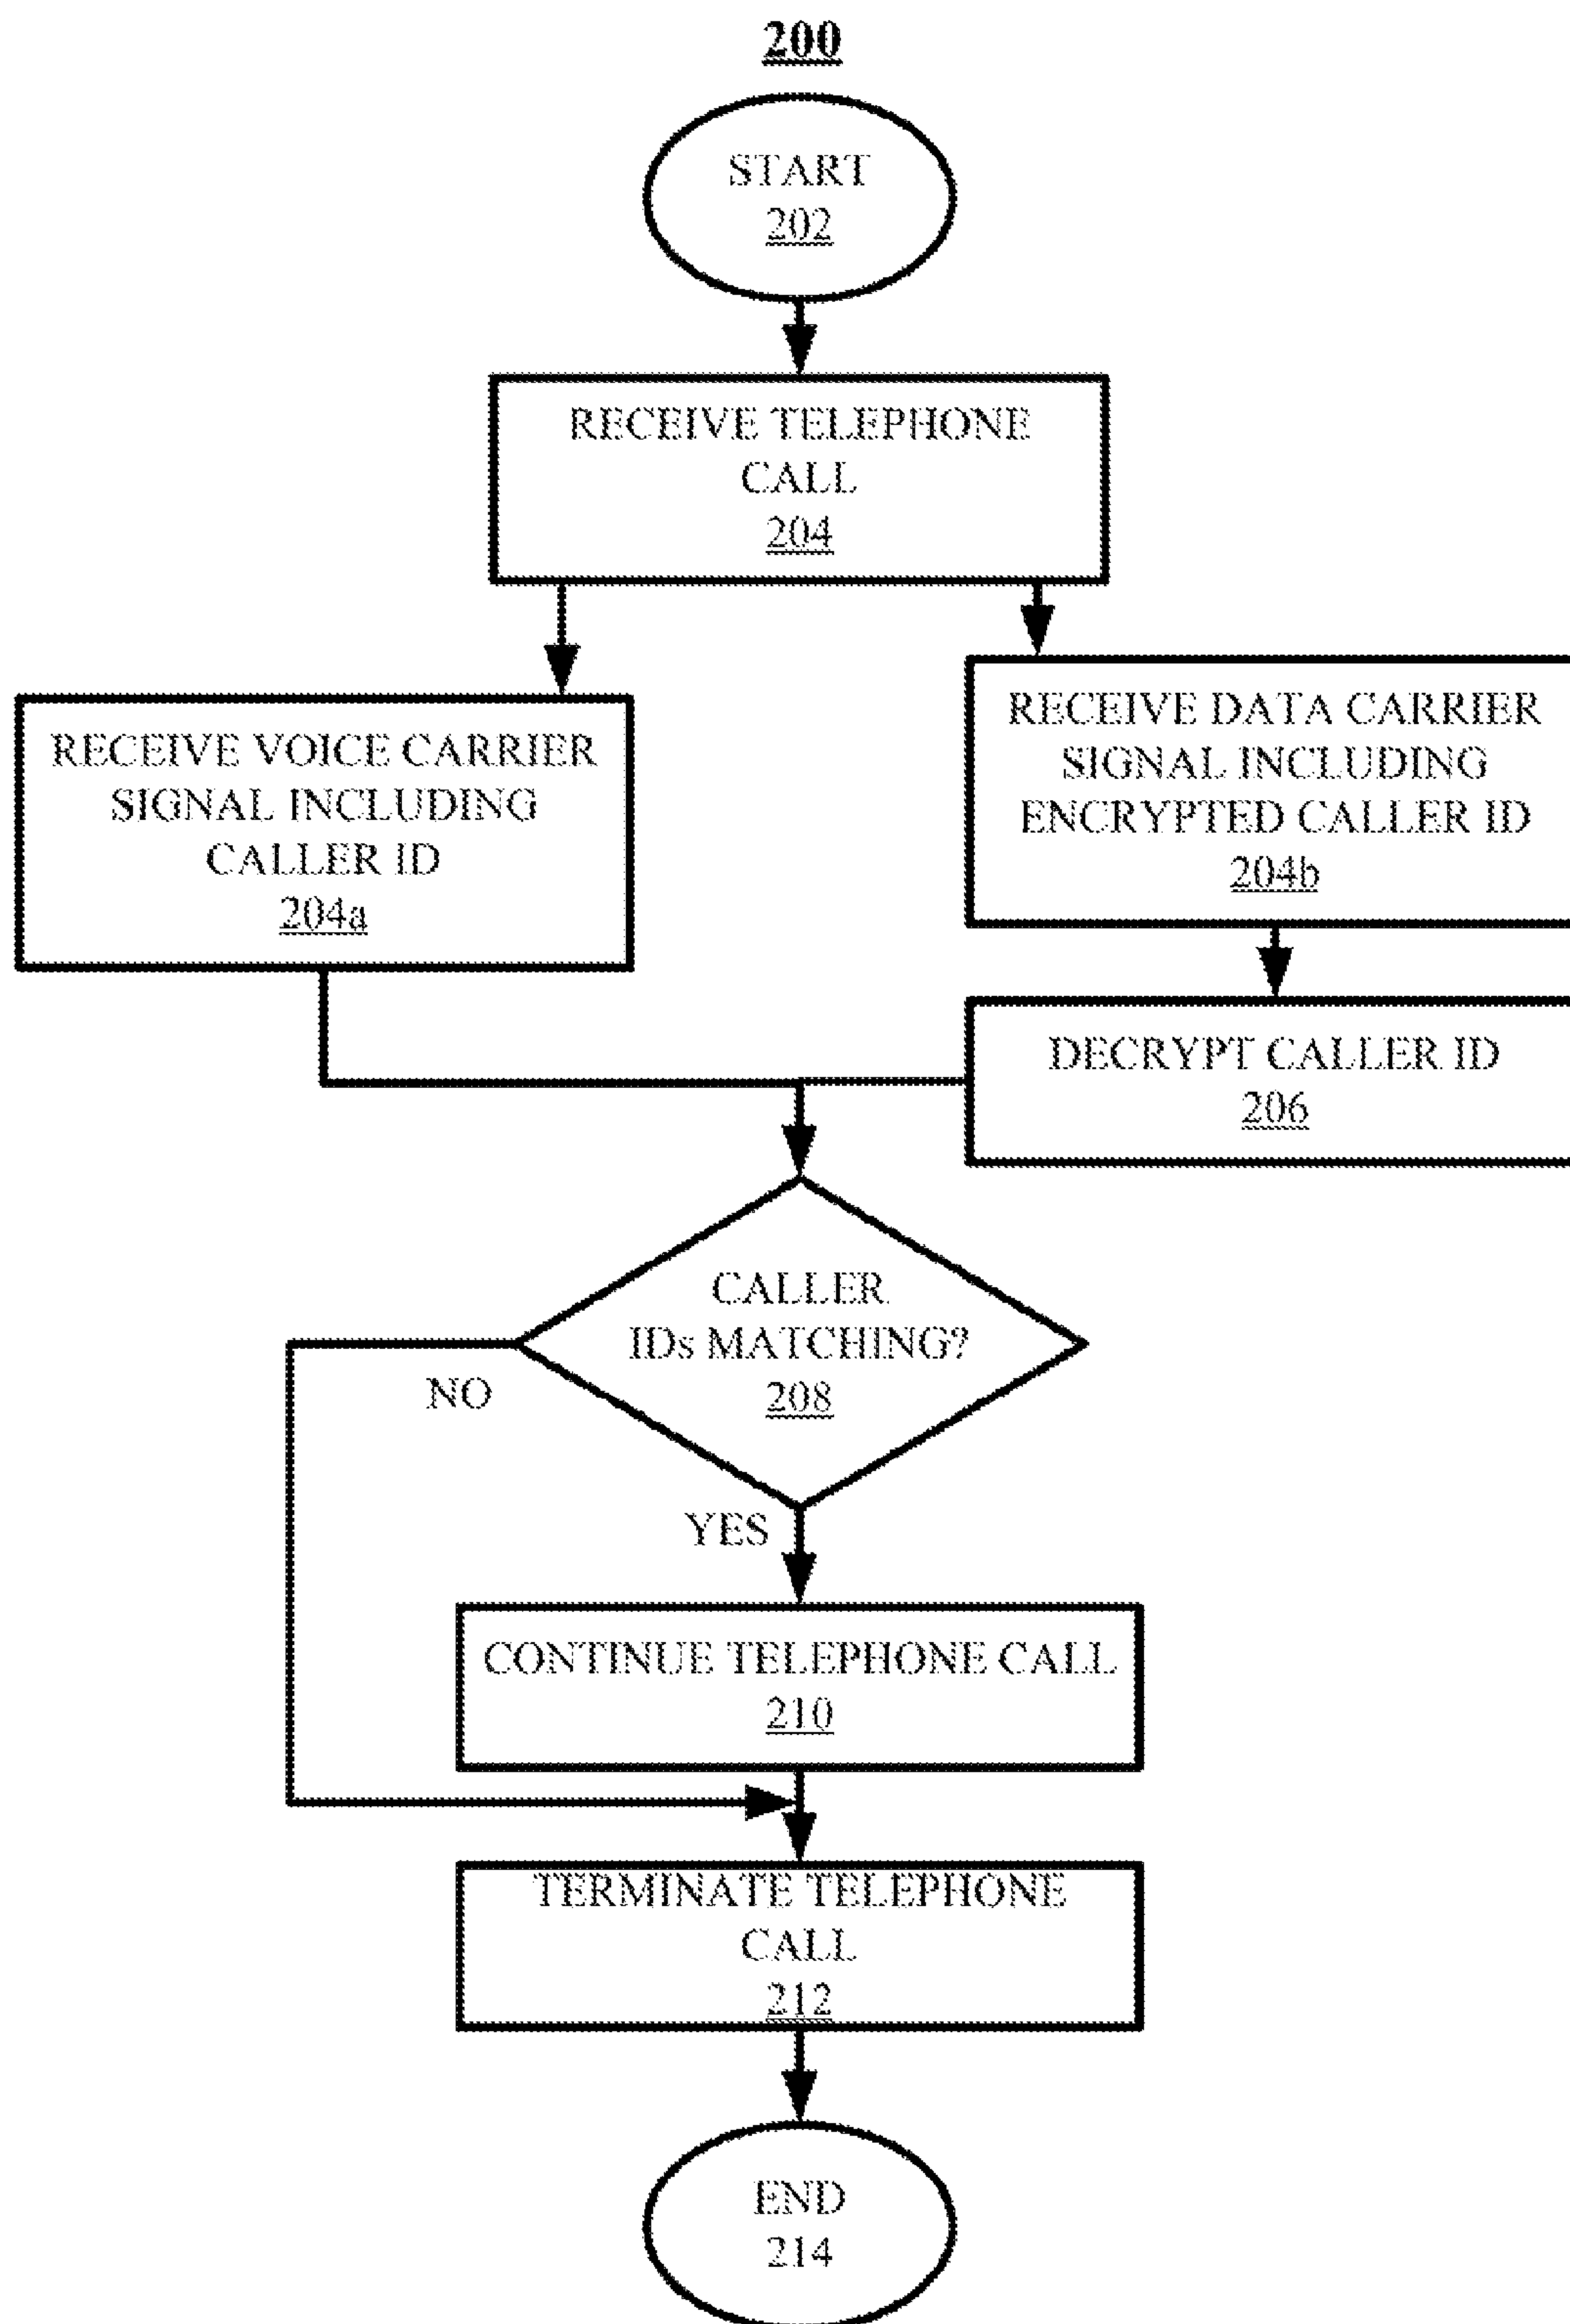 200
START
202
RECEIVE TELEPHONE
CALL
204
RECEIVE VOICE CARRIER
SIGNAL INCLUDING
CALLER ID
204a
RECEIVE DATA CARRIER
SIGNAL INCLUDING
ENCRYPTED CALLER ID
204b
DECRYPT CALLER ID
206
CALLER
IDs MATCHING?
208
NO
YES
CONTINUE TELEPHONE CALL
210
TERMINATE TELEPHONE
CALL
212
END
214